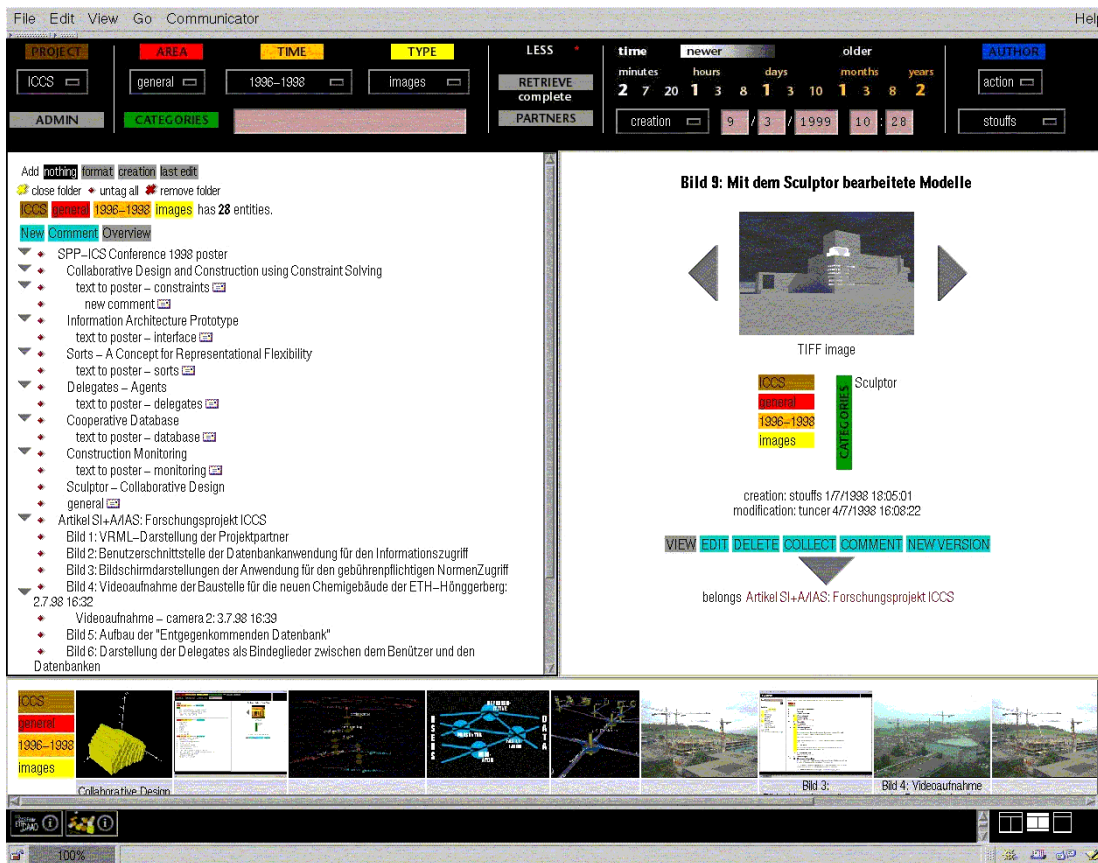 File Edit View Go Communicator Help
PROJECT AREA TIME TYPE LESS * time newer older AUTHOR
minutes hours days months years
ICCS general 1996–1998 images RETRIEVE 2 7 20 1 3 8 1 3 10 1 3 8 2 action
complete
ADMIN CATEGORIES PARTNERS creation 9 / 3 / 1999 10 : 28 stouffs
Add nothing format creation last edit
close folder untag all remove folder
ICCS general 1996–1998 images has 28 entities.
New Comment Overview
SPP–ICS Conference 1998 poster
Collaborative Design and Construction using Constraint Solving
text to poster – constraints
new comment
Information Architecture Prototype
text to poster – interface
Sorts – A Concept for Representational Flexibility
text to poster – sorts
Delegates – Agents
text to poster – delegates
Cooperative Database
text to poster – database
Construction Monitoring
text to poster – monitoring
Sculptor – Collaborative Design
general
Artikel SI+A/IAS: Forschungsprojekt ICCS
Bild 1: VRML–Darstellung der Projektpartner
Bild 2: Benutzerschnittstelle der Datenbankanwendung für den Informationszugriff
Bild 3: Bildschirmdarstellungen der Anwendung für den gebührenpflichtigen NormenZugriff
Bild 4: Videoaufnahme der Baustelle für die neuen Chemigebäude der ETH–Hönggerberg:
2.7.98 16:32
Videoaufnahme – camera 2: 3.7.98 16:39
Bild 5: Aufbau der "Entgegenkommenden Datenbank"
Bild 6: Darstellung der Delegates als Bindeglieder zwischen dem Benützer und den
Datenbanken
Bild 9: Mit dem Sculptor bearbeitete Modelle
TIFF image
ICCS
general
1996–1998
images
CATEGORIES
Sculptor
creation: stouffs 1/7/1998 18:05:01
modification: tuncer 4/7/1998 16:08:22
VIEW EDIT DELETE COLLECT COMMENT NEW VERSION
belongs Artikel SI+A/IAS: Forschungsprojekt ICCS
ICCS
general
1996–1998
images
USERS
DATA
Collaborative Design
Bild 3:
Bild 4: Videoaufnahme
100%